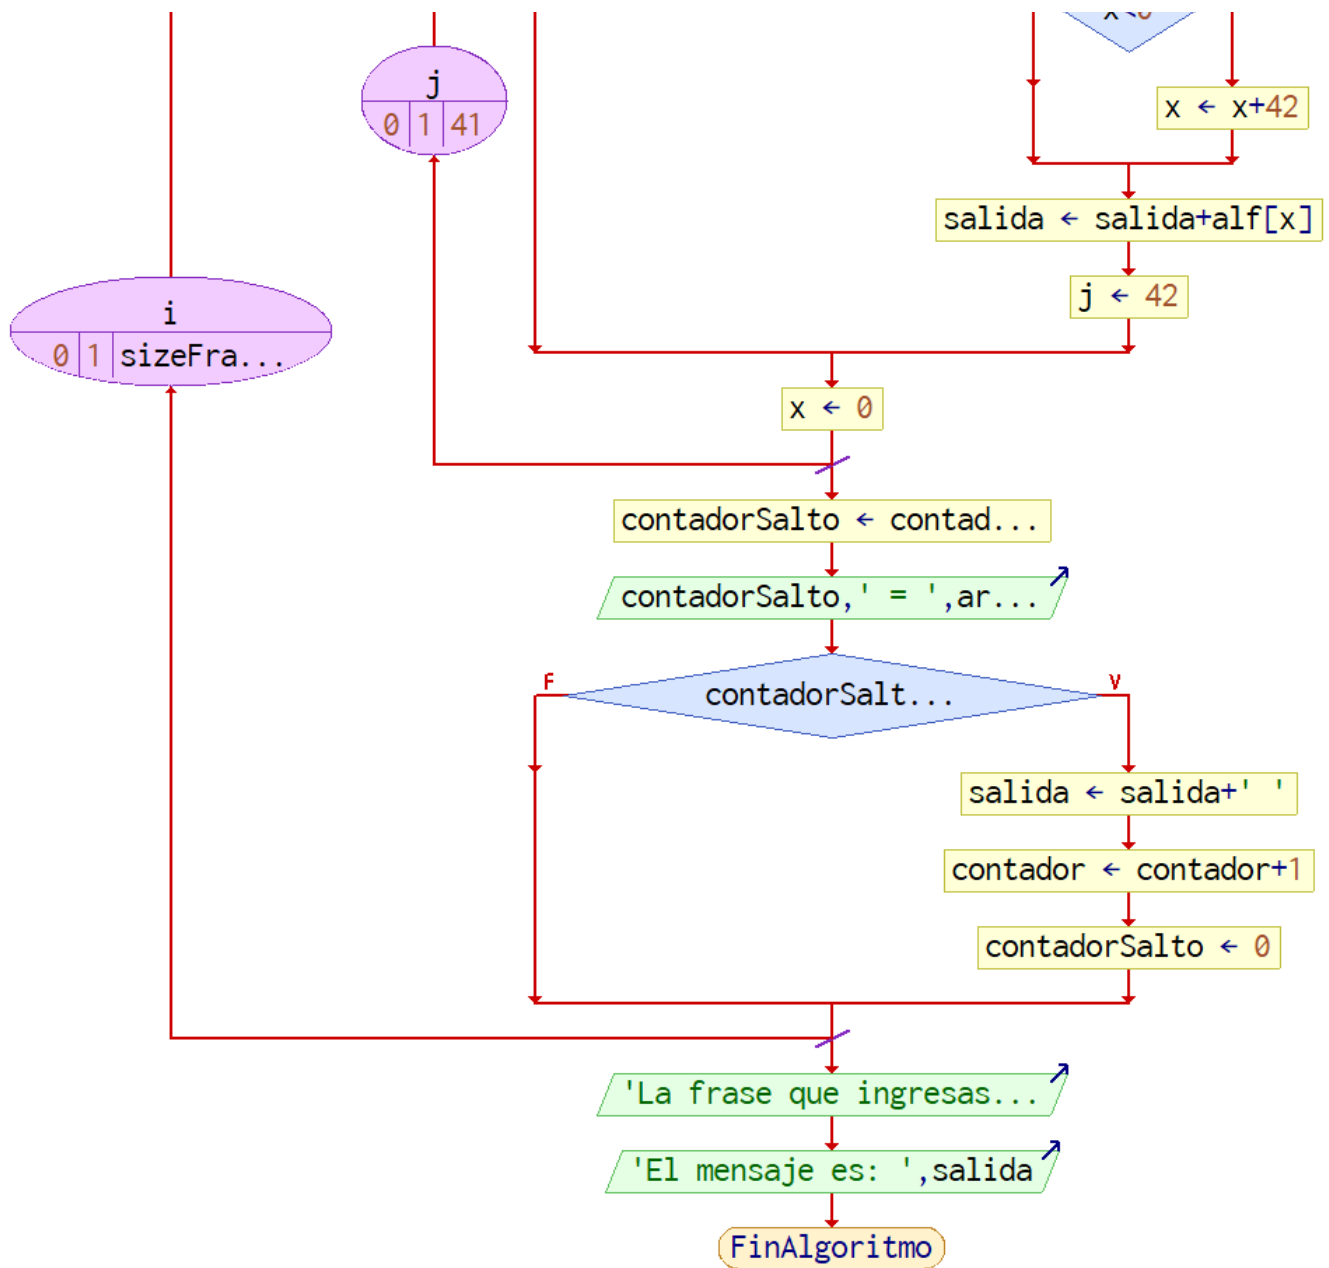 x<0
j
0 1 41
x ← x+42
salida ← salida+alf[x]
j ← 42
i
0 1 sizeFra...
x ← 0
contadorSalto ← contad...
contadorSalto,' = ',ar...
F
V
contadorSalt...
salida ← salida+' '
contador ← contador+1
contadorSalto ← 0
'La frase que ingresas...
'El mensaje es: ',salida
FinAlgoritmo